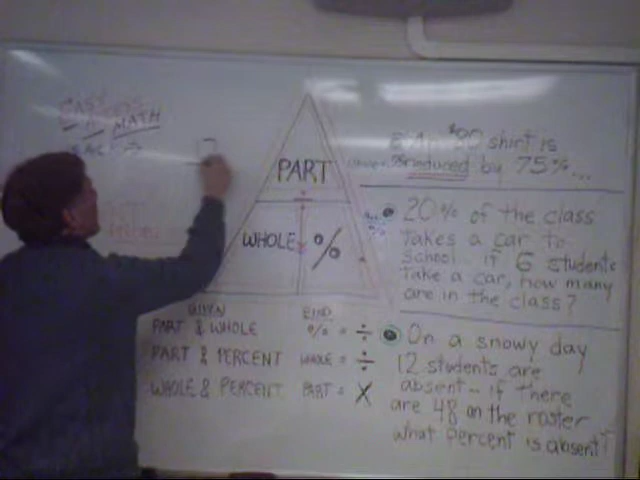 MATH
PART
WHOLE %
GIVEN FIND
PART & WHOLE % = ÷
PART & PERCENT WHOLE = ÷
WHOLE & PERCENT PART = X
shirt is
reduced by 75%...
20% of the class
takes a car to
school.. if 6 students
take a car, how many
are in the class?
On a snowy day
12 students are
absent.. if there
are 48 on the roster
what percent is absent?